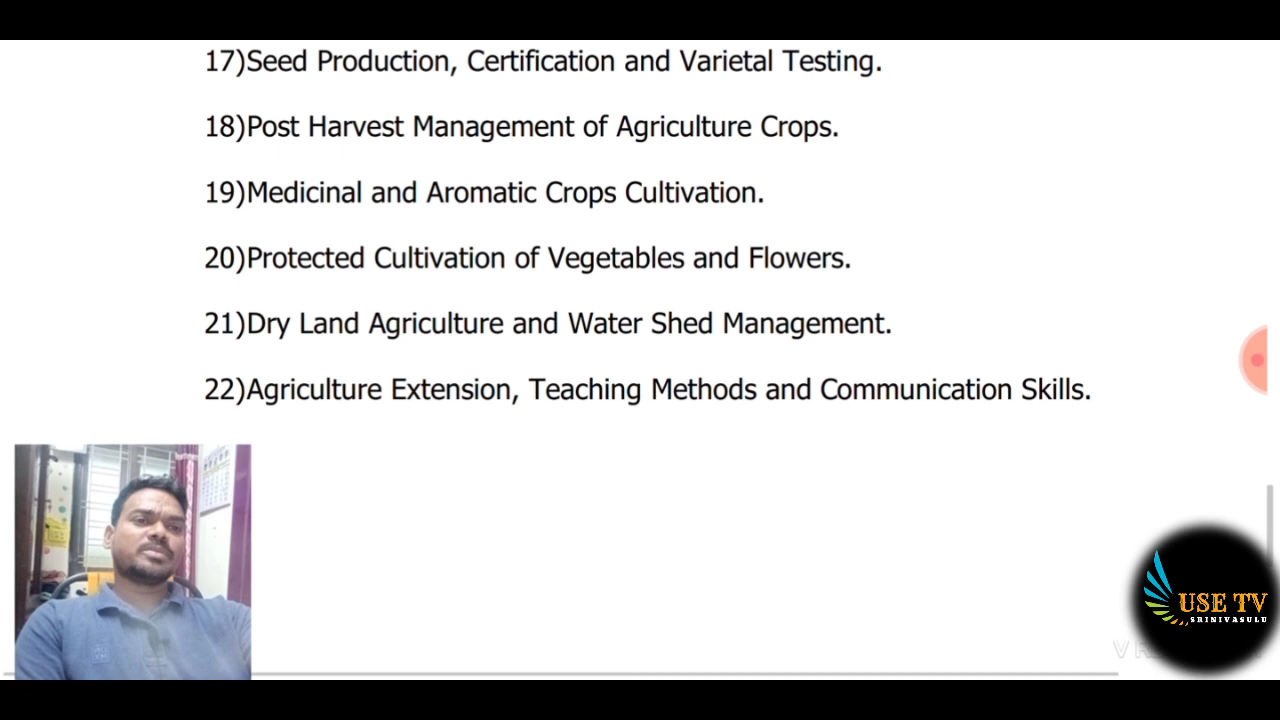 17)Seed Production, Certification and Varietal Testing.
18)Post Harvest Management of Agriculture Crops.
19)Medicinal and Aromatic Crops Cultivation.
20)Protected Cultivation of Vegetables and Flowers.
21)Dry Land Agriculture and Water Shed Management.
22)Agriculture Extension, Teaching Methods and Communication Skills.
USE TV
SRINIVASULU